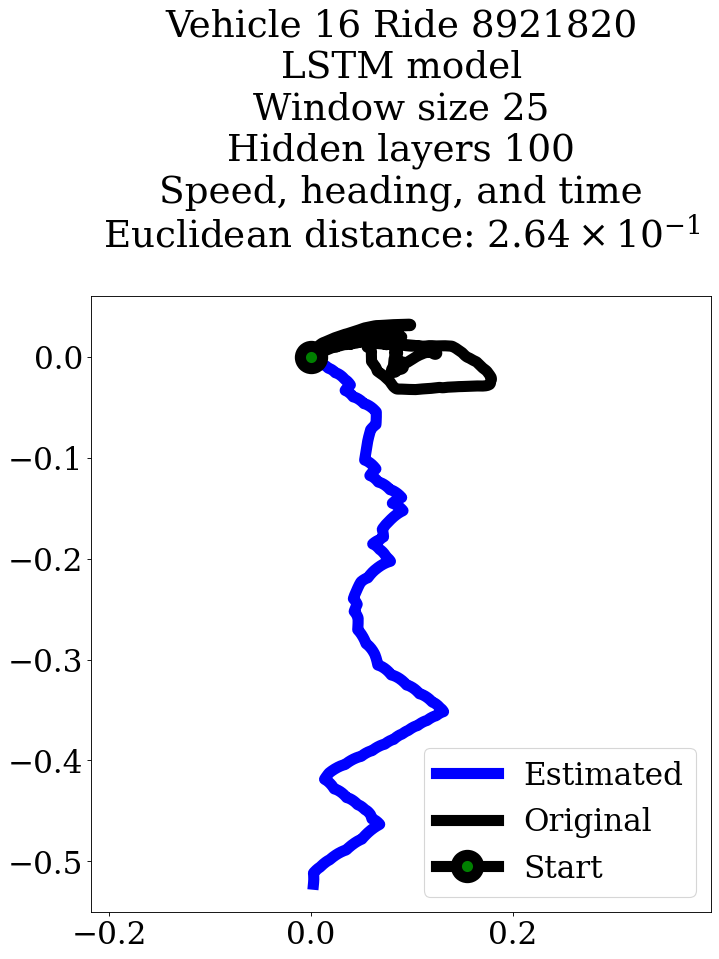 Vehicle 16 Ride 8921820
LSTM model
Window size 25
Hidden layers 100
Speed, heading, and time
Euclidean distance: 2.64 × 10⁻¹
0.0
−0.1
−0.2
−0.3
−0.4
−0.5
Estimated
Original
Start
−0.2 0.0 0.2